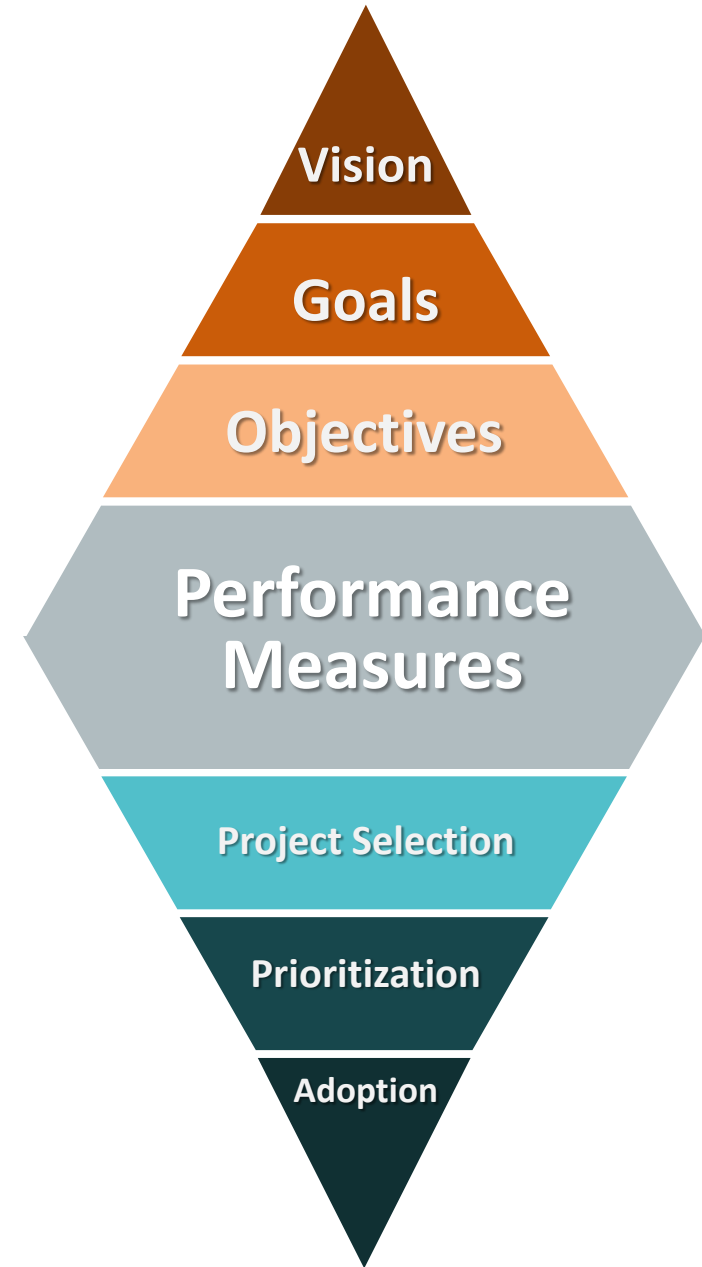 Vision
Goals
Objectives
Performance
Measures
Project Selection
Prioritization
Adoption